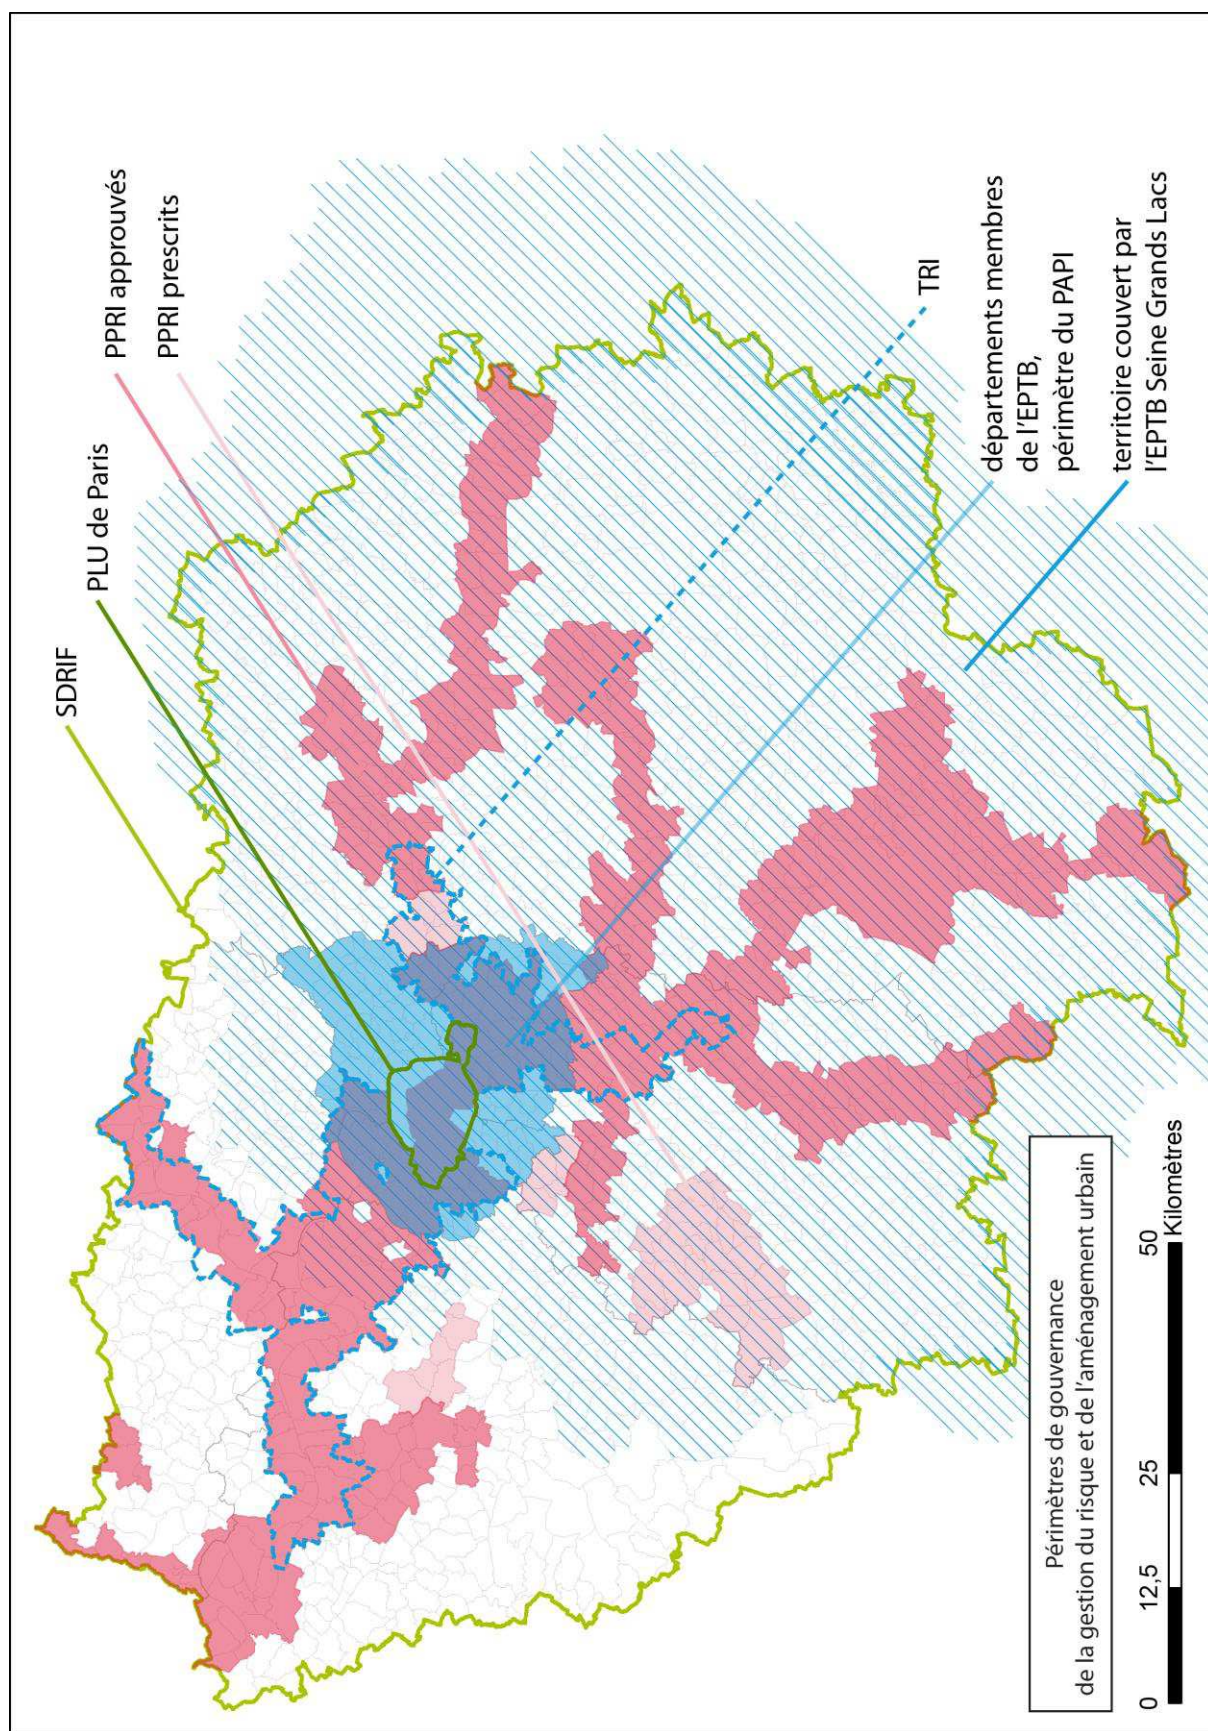 SDRIF
PLU de Paris
PPRI approuvés
PPRI prescrits
TRI
départements membres
de l'EPTB,
périmètre du PAPI
territoire couvert par
l'EPTB Seine Grands Lacs
Périmètres de gouvernance
de la gestion du risque et de l'aménagement urbain
0 12,5 25 50
Kilomètres